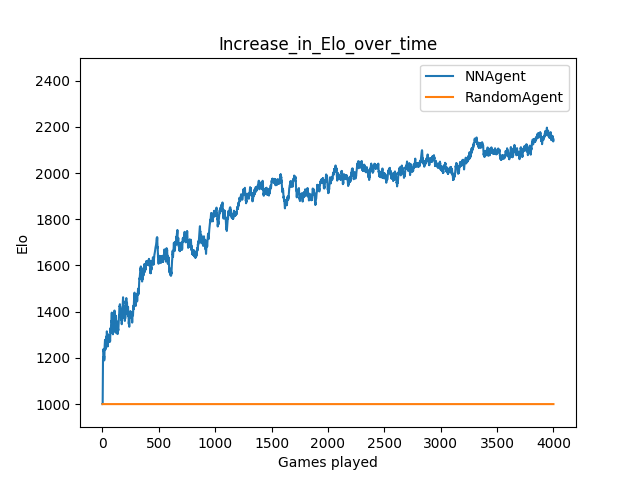 Increase_in_Elo_over_time
NNAgent
RandomAgent
2400
2200
2000
1800
1600
1400
1200
1000
Elo
0 500 1000 1500 2000 2500 3000 3500 4000
Games played